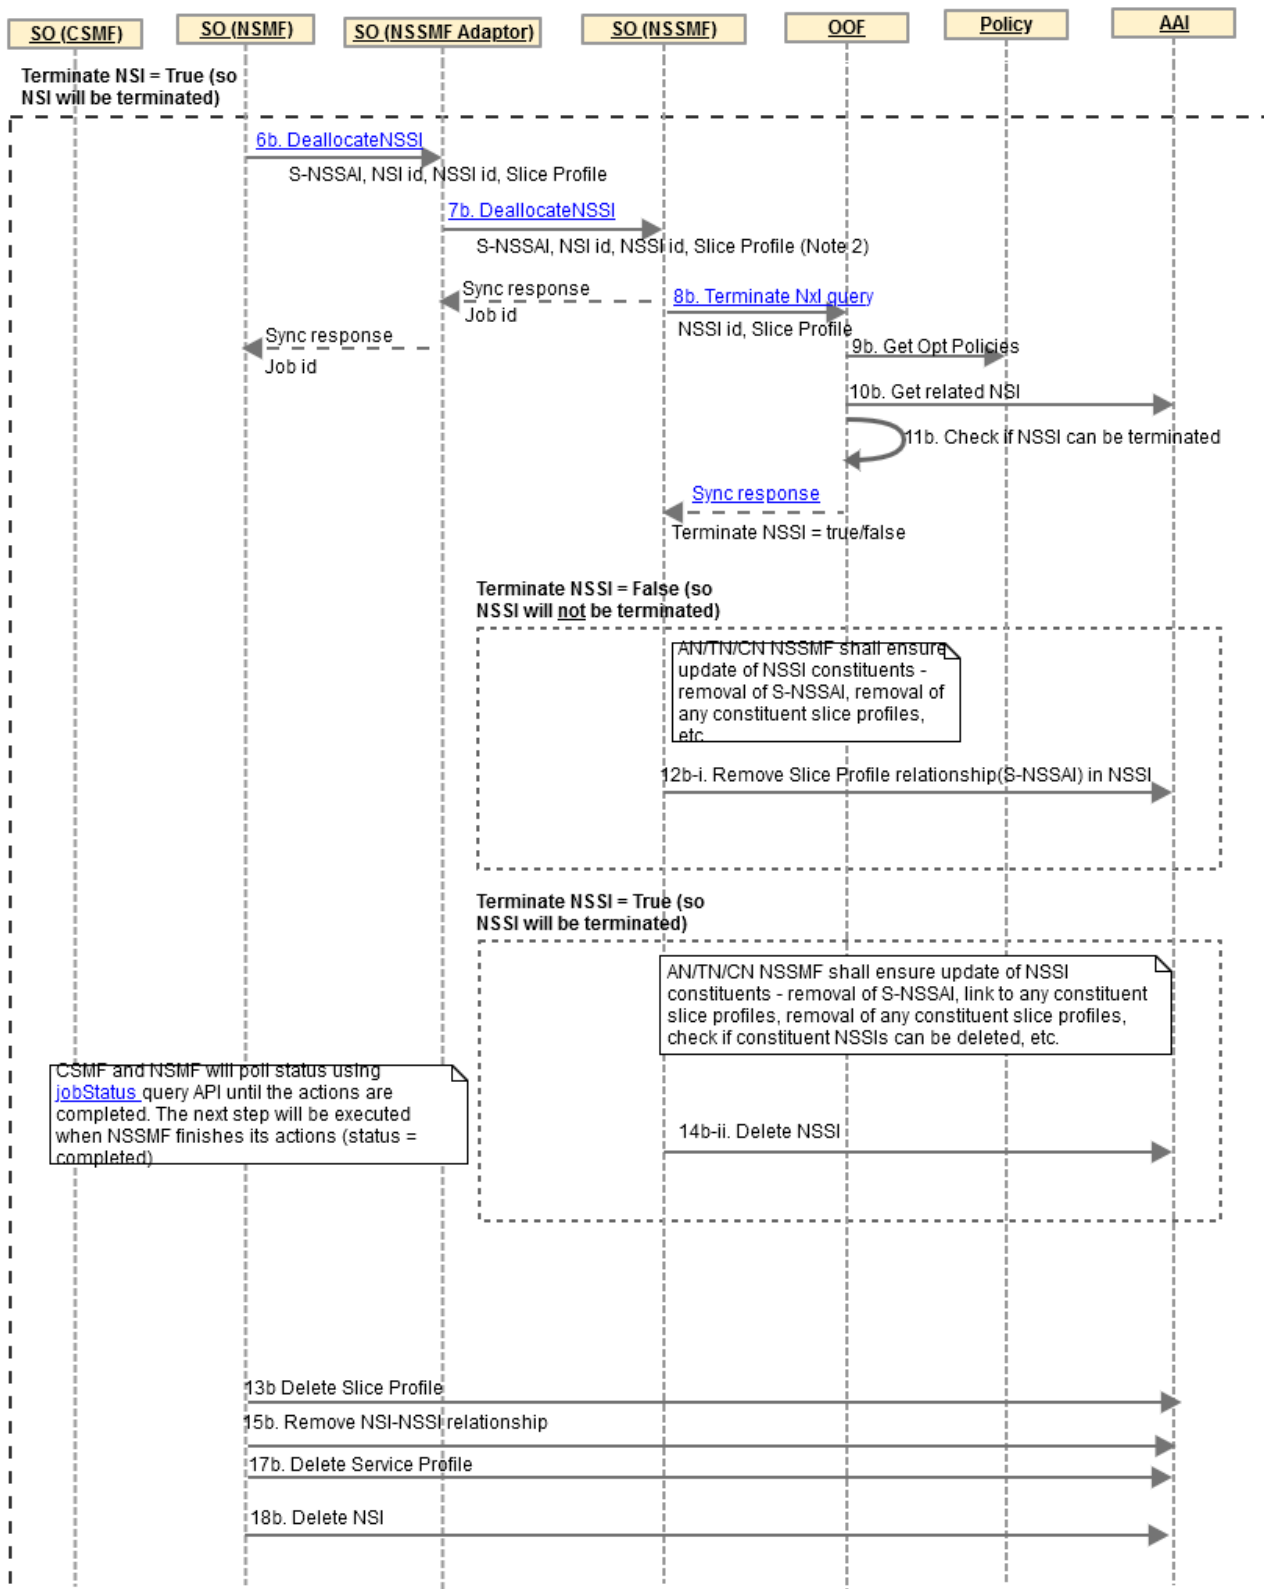 SO (CSMF)
SO (NSMF)
SO (NSSMF Adaptor)
SO (NSSMF)
OOF
Policy
AAI
Terminate NSI = True (so
NSI will be terminated)
6b. DeallocateNSSI
S-NSSAI, NSI id, NSSI id, Slice Profile
7b. DeallocateNSSI
S-NSSAI, NSI id, NSSI id, Slice Profile (Note 2)
Sync response
Job id
8b. Terminate NxI query
NSSI id, Slice Profile
Sync response
Job id
9b. Get Opt Policies
10b. Get related NSI
11b. Check if NSSI can be terminated
Sync response
Terminate NSSI = true/false
Terminate NSSI = False (so
NSSI will not be terminated)
AN/TN/CN NSSMF shall ensure
update of NSSI constituents -
removal of S-NSSAI, removal of
any constituent slice profiles,
etc
12b-i. Remove Slice Profile relationship(S-NSSAI) in NSSI
Terminate NSSI = True (so
NSSI will be terminated)
AN/TN/CN NSSMF shall ensure update of NSSI
constituents - removal of S-NSSAI, link to any constituent
slice profiles, removal of any constituent slice profiles,
check if constituent NSSIs can be deleted, etc.
CSMF and NSMF will poll status using
jobStatus query API until the actions are
completed. The next step will be executed
when NSSMF finishes its actions (status =
completed)
14b-ii. Delete NSSI
13b Delete Slice Profile
15b. Remove NSI-NSSI relationship
17b. Delete Service Profile
18b. Delete NSI